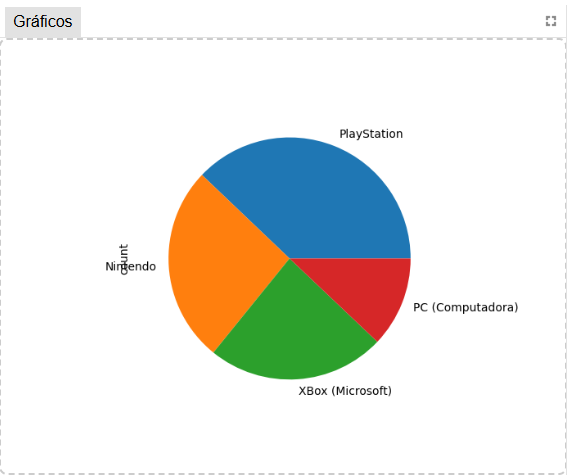 Gráficos
PlayStation
count
Nintendo
PC (Computadora)
XBox (Microsoft)